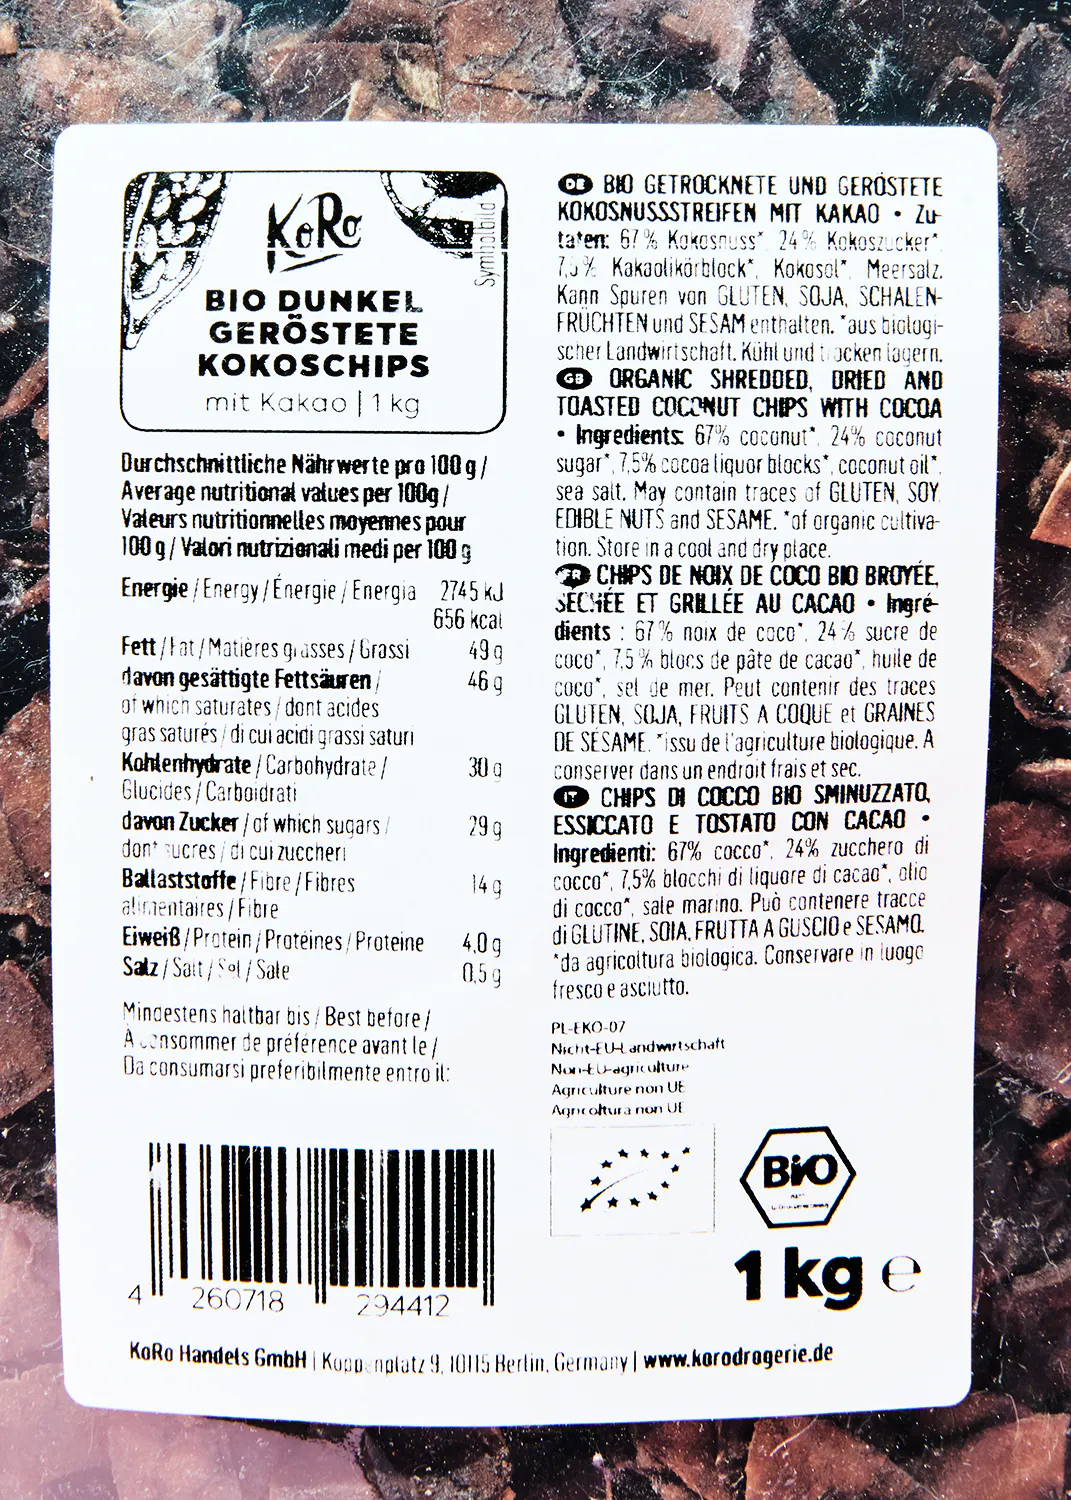 KoRo
Symbolbild
BIO DUNKEL
GERÖSTETE
KOKOSCHIPS
mit Kakao | 1 kg
Durchschnittliche Nährwerte pro 100 g /
Average nutritional values per 100g /
Valeurs nutritionnelles moyennes pour
100 g / Valori nutrizionali medi per 100 g
Energie / Energy / Énergie / Energia 2745 kJ
656 kcal
Fett / Fat / Matières grasses / Grassi 49 g
davon gesättigte Fettsäuren / 46 g
of which saturates / dont acides
gras saturés / di cui acidi grassi saturi
Kohlenhydrate / Carbohydrate / 30 g
Glucides / Carboidrati
davon Zucker / of which sugars / 29 g
dont sucres / di cui zuccheri
Ballaststoffe / Fibre / Fibres 14 g
alimentaires / Fibre
Eiweiß / Protein / Protéines / Proteine 4,0 g
Salz / Salt / Sel / Sale 0,5 g
Mindestens haltbar bis / Best before /
À consommer de préférence avant le /
Da consumarsi preferibilmente entro il:
4 260718 294412
DE BIO GETROCKNETE UND GERÖSTETE
KOKOSNUSSSTREIFEN MIT KAKAO • Zu-
taten: 67 % Kokosnuss*, 24 % Kokoszucker*,
7,5 % Kakaolikörblock*, Kokosöl*, Meersalz.
Kann Spuren von GLUTEN, SOJA, SCHALEN-
FRÜCHTEN und SESAM enthalten. *aus biologi-
scher Landwirtschaft. Kühl und trocken lagern.
GB ORGANIC SHREDDED, DRIED AND
TOASTED COCONUT CHIPS WITH COCOA
• Ingredients: 67% coconut*, 24% coconut
sugar*, 7,5% cocoa liquor blocks*, coconut oil*,
sea salt. May contain traces of GLUTEN, SOY,
EDIBLE NUTS and SESAME. *of organic cultiva-
tion. Store in a cool and dry place.
FR CHIPS DE NOIX DE COCO BIO BROYÉE,
SÉCHÉE ET GRILLÉE AU CACAO • Ingré-
dients : 67 % noix de coco*, 24 % sucre de
coco*, 7,5 % blocs de pâte de cacao*, huile de
coco*, sel de mer. Peut contenir des traces
GLUTEN, SOJA, FRUITS A COQUE et GRAINES
DE SÉSAME. *issu de l'agriculture biologique. A
conserver dans un endroit frais et sec.
IT CHIPS DI COCCO BIO SMINUZZATO,
ESSICCATO E TOSTATO CON CACAO •
Ingredienti: 67% cocco*, 24% zucchero di
cocco*, 7,5% blocchi di liquore di cacao*, olio
di cocco*, sale marino. Può contenere tracce
di GLUTINE, SOIA, FRUTTA A GUSCIO e SESAMO.
*da agricoltura biologica. Conservare in luogo
fresco e asciutto.
PL-EKO-07
Nicht-EU-Landwirtschaft
Non-EU-agriculture
Agriculture non UE
Agricoltura non UE
BiO
1 kg e
KoRo Handels GmbH | Koppenplatz 9, 10115 Berlin, Germany | www.korodrogerie.de